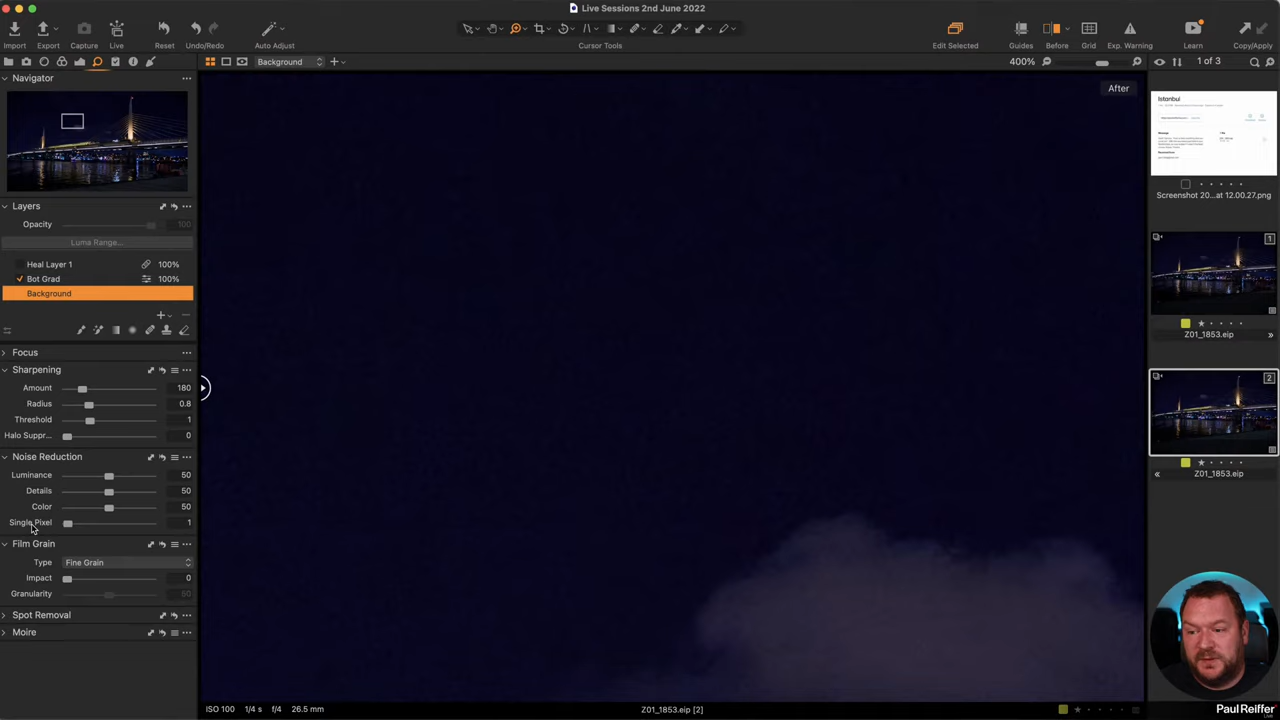 Live Sessions 2nd June 2022
Import
Export
Capture
Live
Reset
Undo/Redo
Auto Adjust
Cursor Tools
Edit Selected
Guides
Before
Grid
Exp. Warning
Learn
Copy/Apply
Background
400%
1 of 3
Navigator
After
Layers
Opacity 100
Luma Range...
Heal Layer 1 100%
Bot Grad 100%
Background
Focus
Sharpening
Amount 180
Radius 0.8
Threshold 1
Halo Suppr... 0
Noise Reduction
Luminance 50
Details 50
Color 50
Single Pixel 1
Film Grain
Type Fine Grain
Impact 0
Granularity 50
Spot Removal
Moire
Istanbul
Screenshot 20...at 12.00.27.png
1
Z01_1853.eip
2
Z01_1853.eip
ISO 100 1/4 s f/4 26.5 mm
Z01_1853.eip [2]
Paul Reiffer
Live